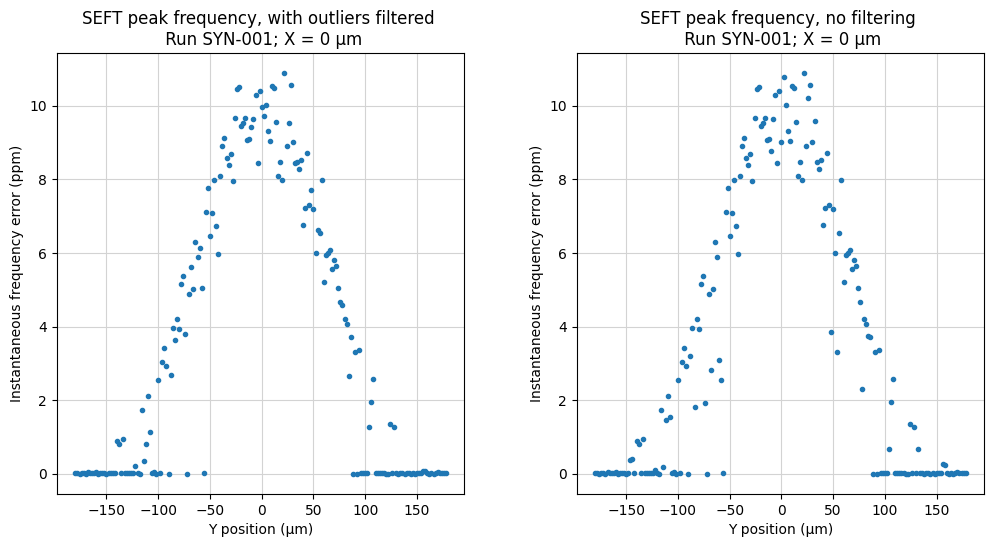 SEFT peak frequency, with outliers filtered
Run SYN-001; X = 0 µm
Instantaneous frequency error (ppm)
10
8
6
4
2
0
−150 −100 −50 0 50 100 150
Y position (µm)
SEFT peak frequency, no filtering
Run SYN-001; X = 0 µm
Instantaneous frequency error (ppm)
10
8
6
4
2
0
−150 −100 −50 0 50 100 150
Y position (µm)